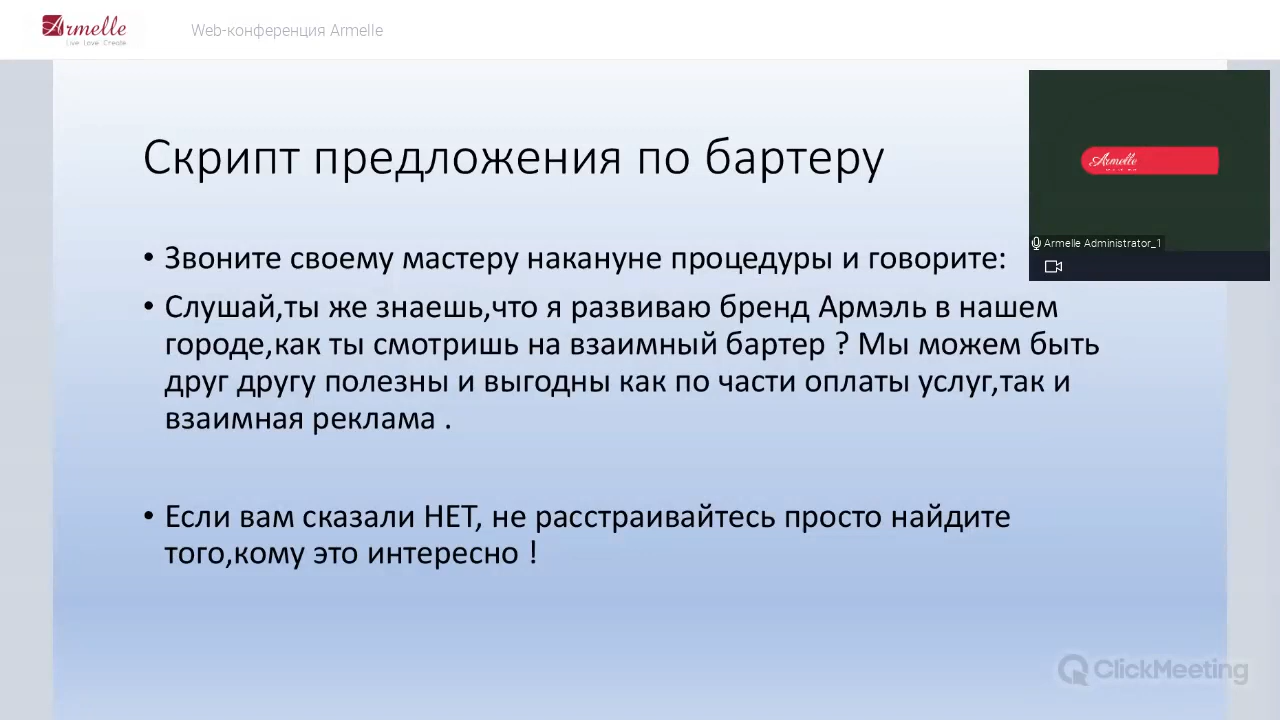 Armelle
Live Love Create
Web-конференция Armelle
Скрипт предложения по бартеру
Armelle
Armelle Administrator_1
• Звоните своему мастеру накануне процедуры и говорите:
• Слушай,ты же знаешь,что я развиваю бренд Армэль в нашем
городе,как ты смотришь на взаимный бартер ? Мы можем быть
друг другу полезны и выгодны как по части оплаты услуг,так и
взаимная реклама .
• Если вам сказали НЕТ, не расстраивайтесь просто найдите
того,кому это интересно !
ClickMeeting